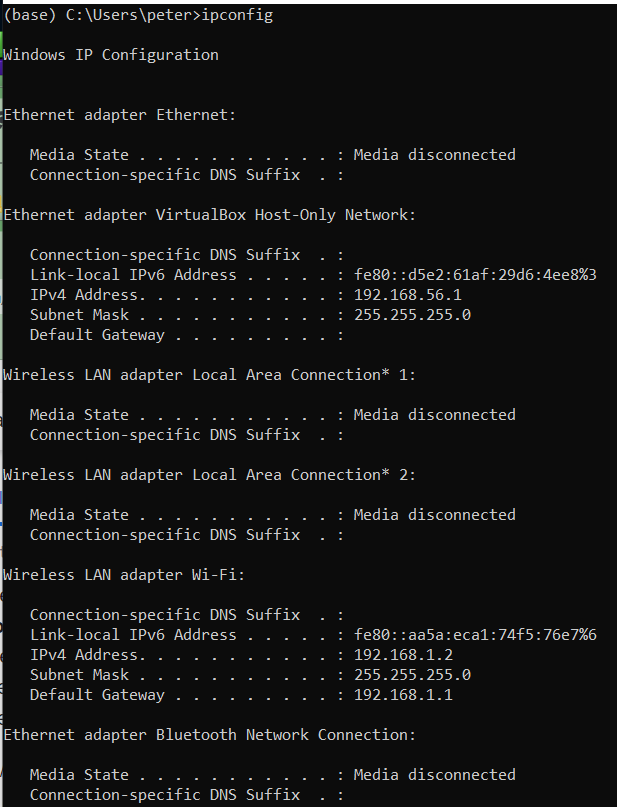 (base) C:\Users\peter>ipconfig
Windows IP Configuration
Ethernet adapter Ethernet:
   Media State . . . . . . . . . . . : Media disconnected
   Connection-specific DNS Suffix  . :
Ethernet adapter VirtualBox Host-Only Network:
   Connection-specific DNS Suffix  . :
   Link-local IPv6 Address . . . . . : fe80::d5e2:61af:29d6:4ee8%3
   IPv4 Address. . . . . . . . . . . : 192.168.56.1
   Subnet Mask . . . . . . . . . . . : 255.255.255.0
   Default Gateway . . . . . . . . . :
Wireless LAN adapter Local Area Connection* 1:
   Media State . . . . . . . . . . . : Media disconnected
   Connection-specific DNS Suffix  . :
Wireless LAN adapter Local Area Connection* 2:
   Media State . . . . . . . . . . . : Media disconnected
   Connection-specific DNS Suffix  . :
Wireless LAN adapter Wi-Fi:
   Connection-specific DNS Suffix  . :
   Link-local IPv6 Address . . . . . : fe80::aa5a:eca1:74f5:76e7%6
   IPv4 Address. . . . . . . . . . . : 192.168.1.2
   Subnet Mask . . . . . . . . . . . : 255.255.255.0
   Default Gateway . . . . . . . . . : 192.168.1.1
Ethernet adapter Bluetooth Network Connection:
   Media State . . . . . . . . . . . : Media disconnected
   Connection-specific DNS Suffix  . :